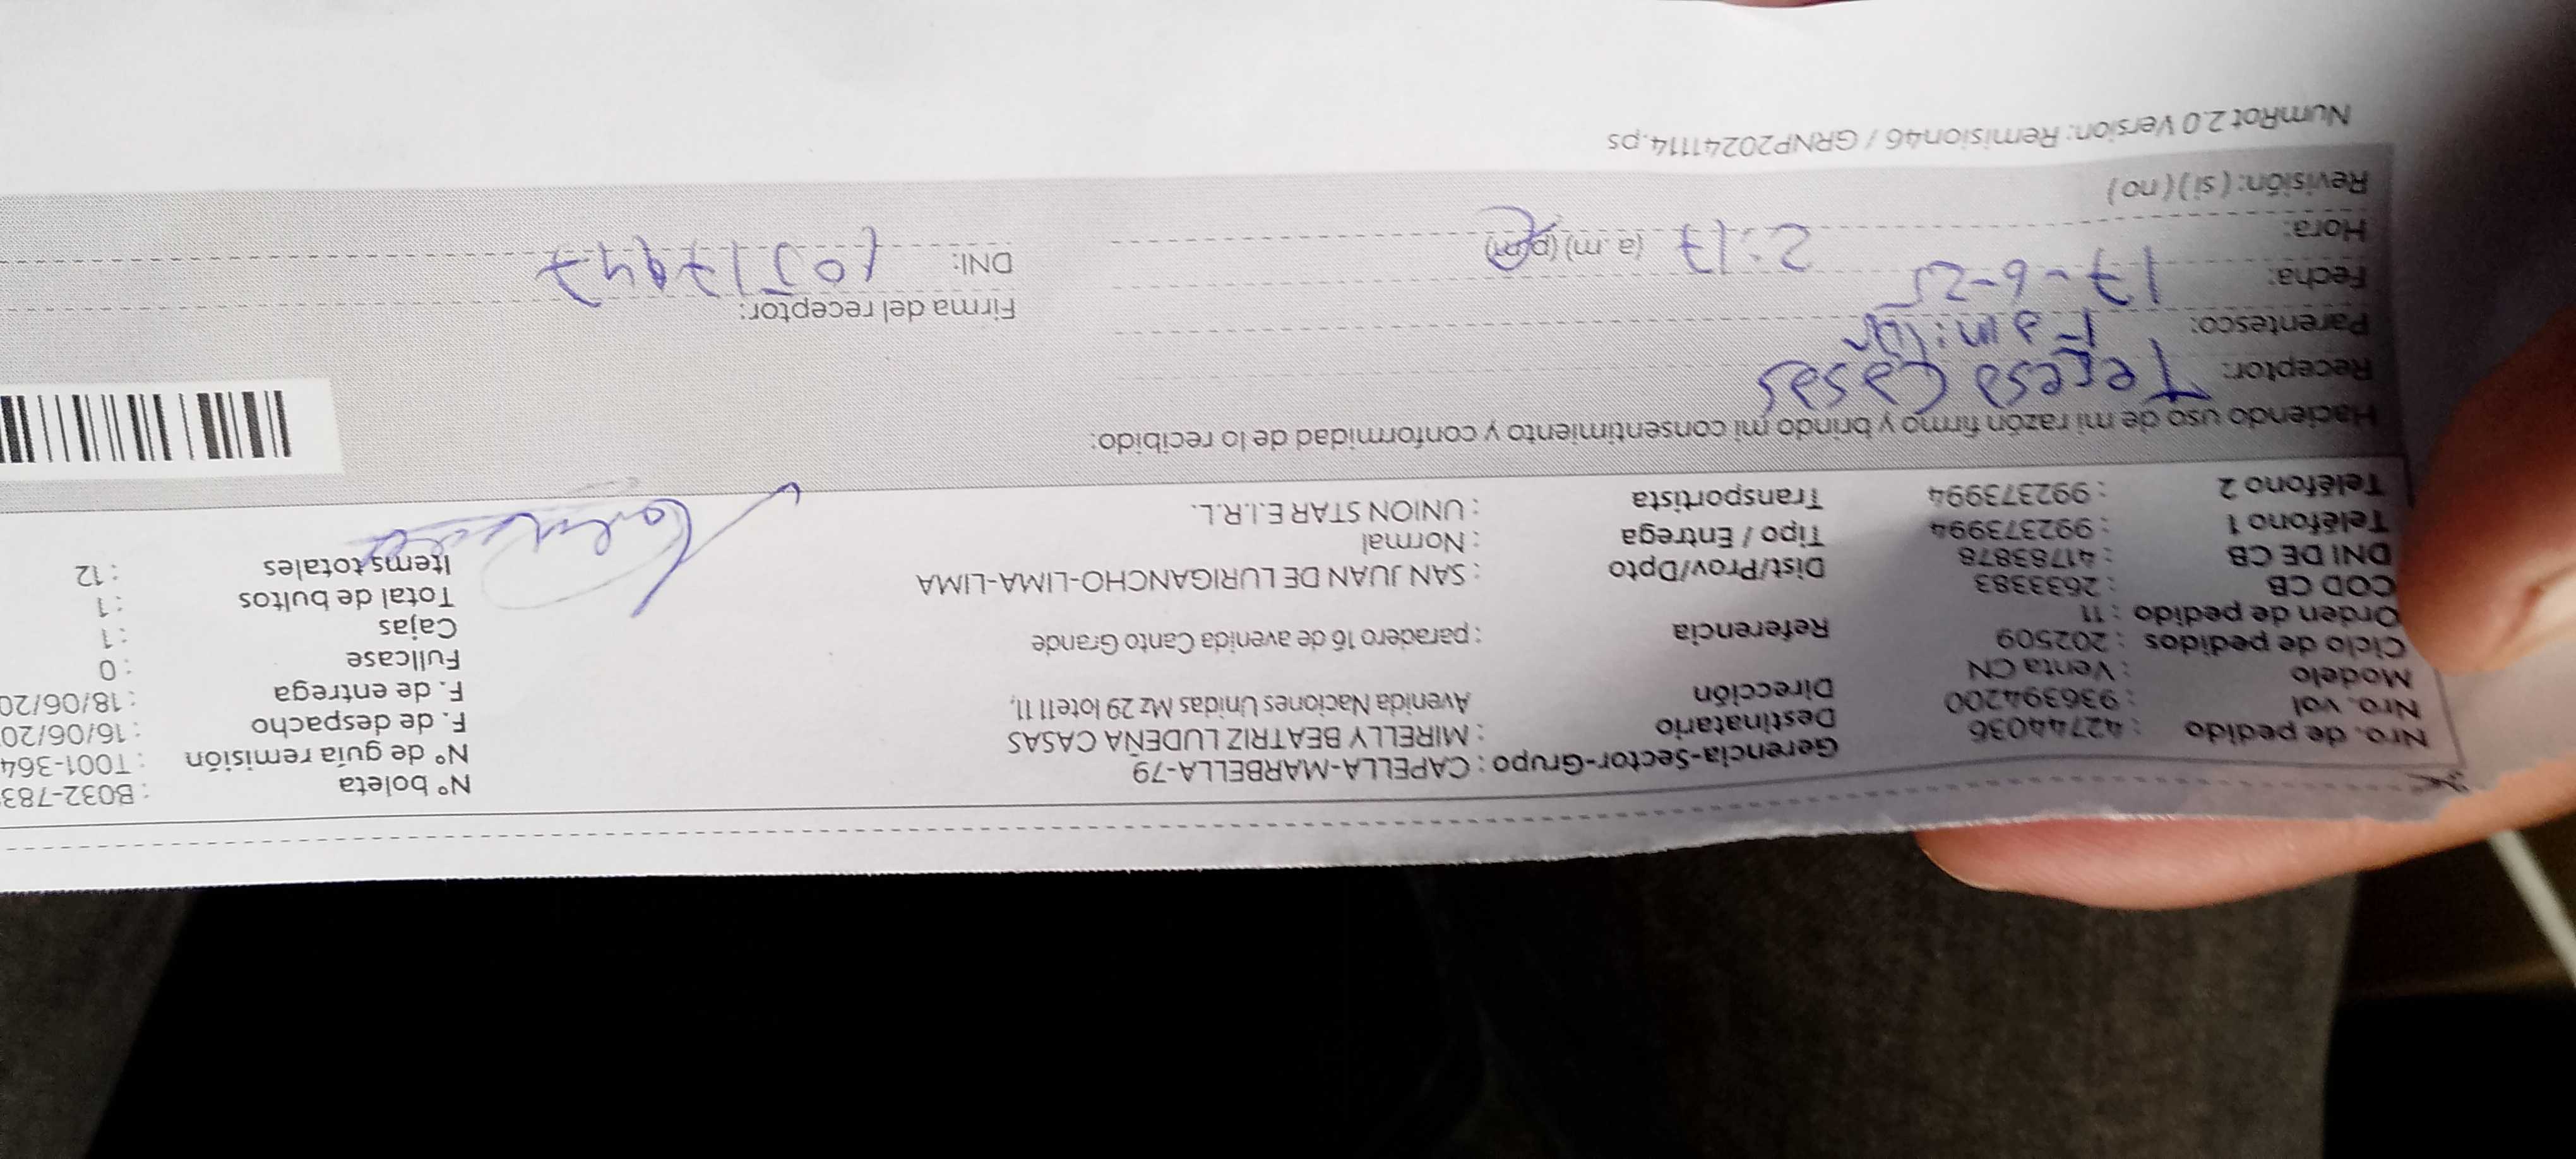 Nro. de pedido : 42744036
Nro. vol : 936394200
Modelo : Venta CN
Ciclo de pedidos : 202509
Orden de pedido : 11
COD CB : 2633383
DNI DE CB : 41783878
Teléfono 1 : 992373994
Teléfono 2 : 992373994
Gerencia-Sector-Grupo : CAPELLA-MARBELLA-79
Destinatario : MIRELLY BEATRIZ LUDEÑA CASAS
Dirección Avenida Naciones Unidas Mz 29 lote11 11,
Referencia : paradero 16 de avenida Canto Grande
Dist/Prov/Dpto : SAN JUAN DE LURIGANCHO-LIMA-LIMA
Tipo / Entrega : Normal
Transportista : UNION STAR E.I.R.L.
N° boleta : B032-783
N° de guía remisión : T001-364
F. de despacho : 16/06/20
F. de entrega : 18/06/20
Fullcase : 0
Cajas : 1
Total de bultos : 1
Items totales : 12
Haciendo uso de mi razón firmo y brindo mi consentimiento y conformidad de lo recibido:
Receptor: Teresa Casas
Parentesco: Familiar
Fecha: 17-6-25
Hora: 2:17 (a.m) (p.m)
Revisión: (si) (no)
Firma del receptor:
DNI:
NumRot 2.0 Version: Remision46 / GRNP20241114.ps